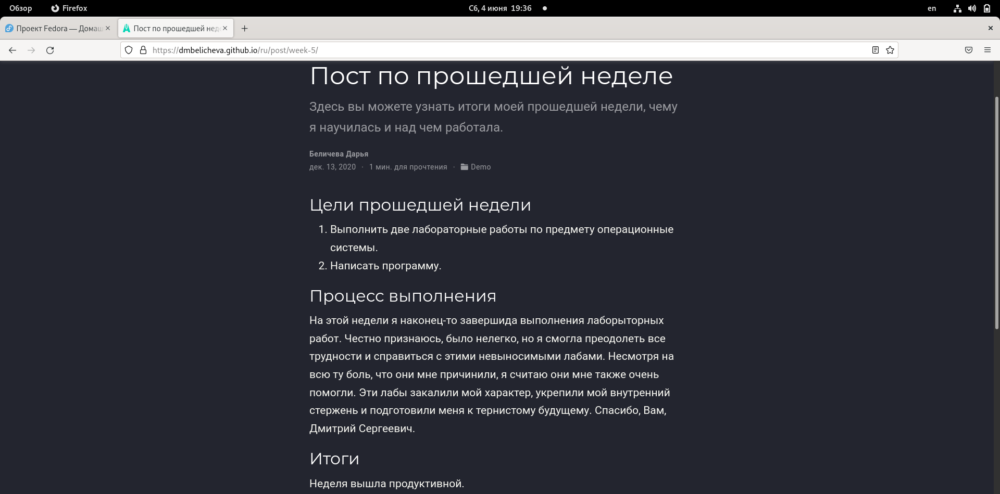 Обзор Firefox Сб, 4 июня 19:36 en
Проект Fedora — Домаш Пост по прошедшей неде
https://dmbelicheva.github.io/ru/post/week-5/
Пост по прошедшей неделе
Здесь вы можете узнать итоги моей прошедшей недели, чему
я научилась и над чем работала.
Беличева Дарья
дек. 13, 2020 · 1 мин. для прочтения · Demo
Цели прошедшей недели
1. Выполнить две лабораторные работы по предмету операционные
системы.
2. Написать программу.
Процесс выполнения
На этой недели я наконец-то завершида выполнения лаборыторных
работ. Честно признаюсь, было нелегко, но я смогла преодолеть все
трудности и справиться с этими невыносимыми лабами. Несмотря на
всю ту боль, что они мне причинили, я считаю они мне также очень
помогли. Эти лабы закалили мой характер, укрепили мой внутренний
стержень и подготовили меня к тернистому будущему. Спасибо, Вам,
Дмитрий Сергеевич.
Итоги
Неделя вышла продуктивной.